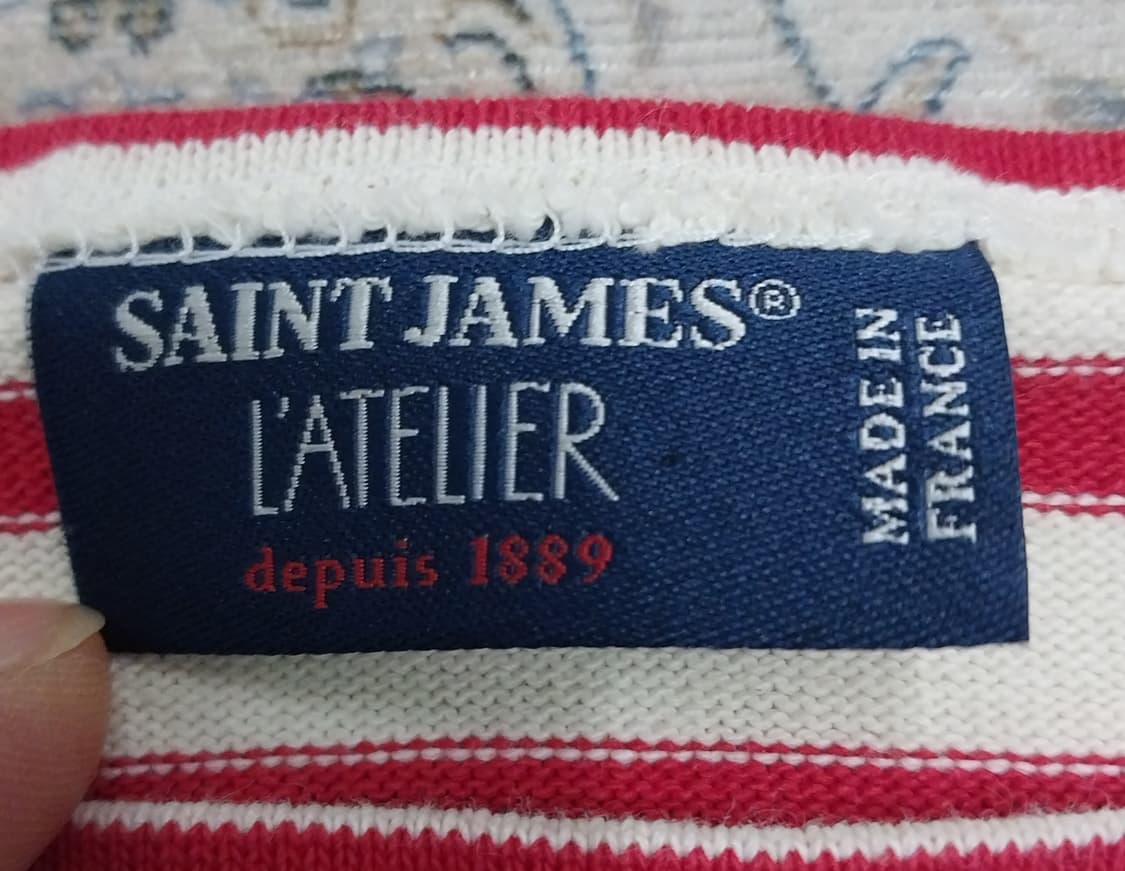 SAINT JAMES®
L'ATELIER
depuis 1889
MADE IN
FRANCE